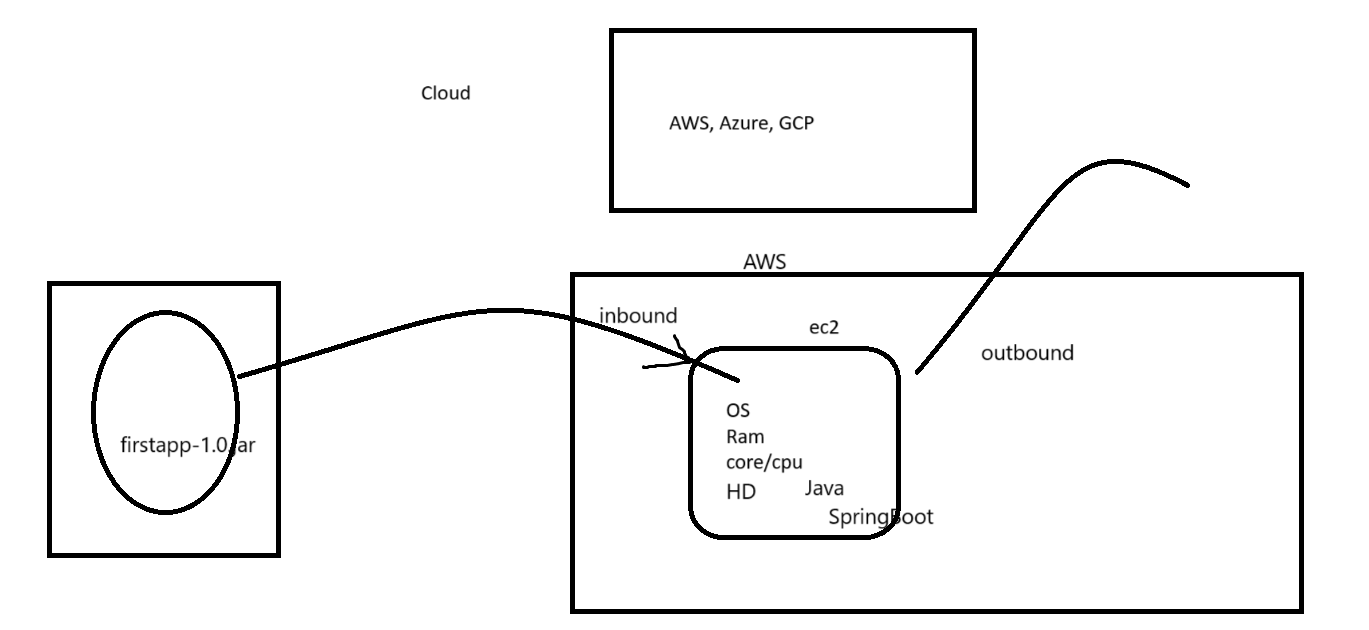 Cloud
AWS, Azure, GCP
AWS
inbound
ec2
outbound
OS
Ram
core/cpu
HD
Java
SpringBoot
firstapp-1.0.jar